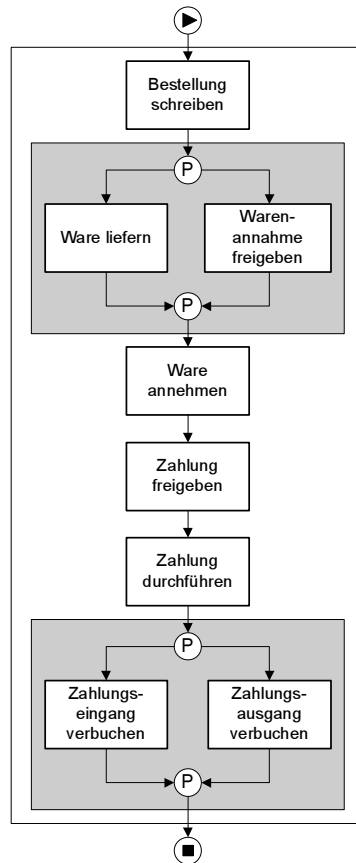 Bestellung
schreiben
P
Ware liefern
Waren-
annahme
freigeben
P
Ware
annehmen
Zahlung
freigeben
Zahlung
durchführen
P
Zahlungs-
eingang
verbuchen
Zahlungs-
ausgang
verbuchen
P